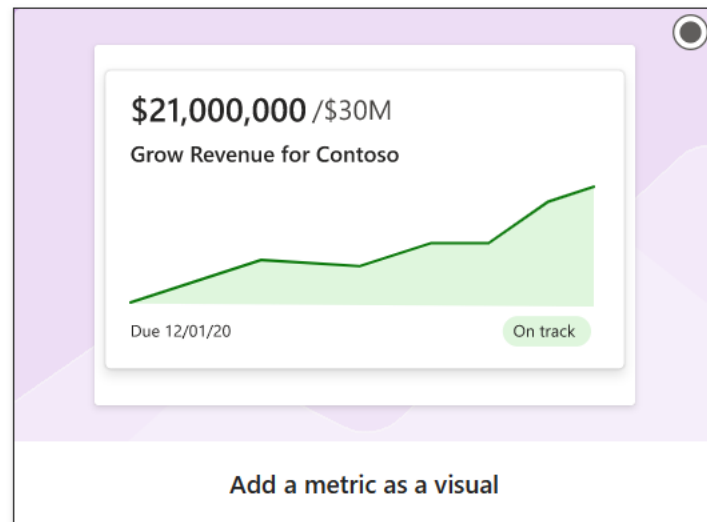 $21,000,000 /$30M
Grow Revenue for Contoso
Due 12/01/20
On track
Add a metric as a visual